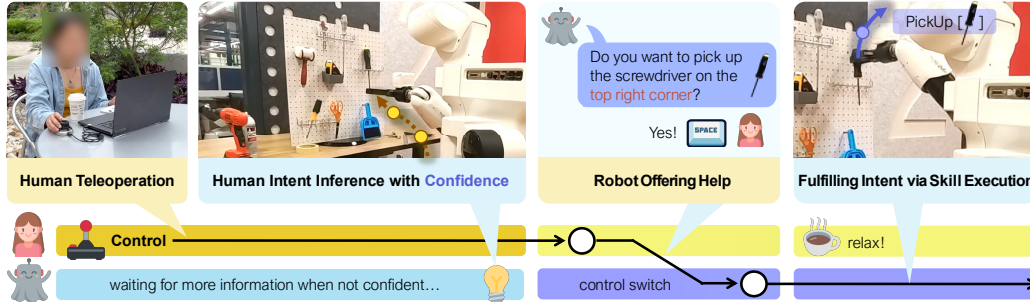 PickUp [ ]
Do you want to pick up
the screwdriver on the
top right corner?
Yes!
SPACE
Human Teleoperation
Human Intent Inference with Confidence
Robot Offering Help
Fulfilling Intent via Skill Execution
Control
relax!
waiting for more information when not confident...
control switch